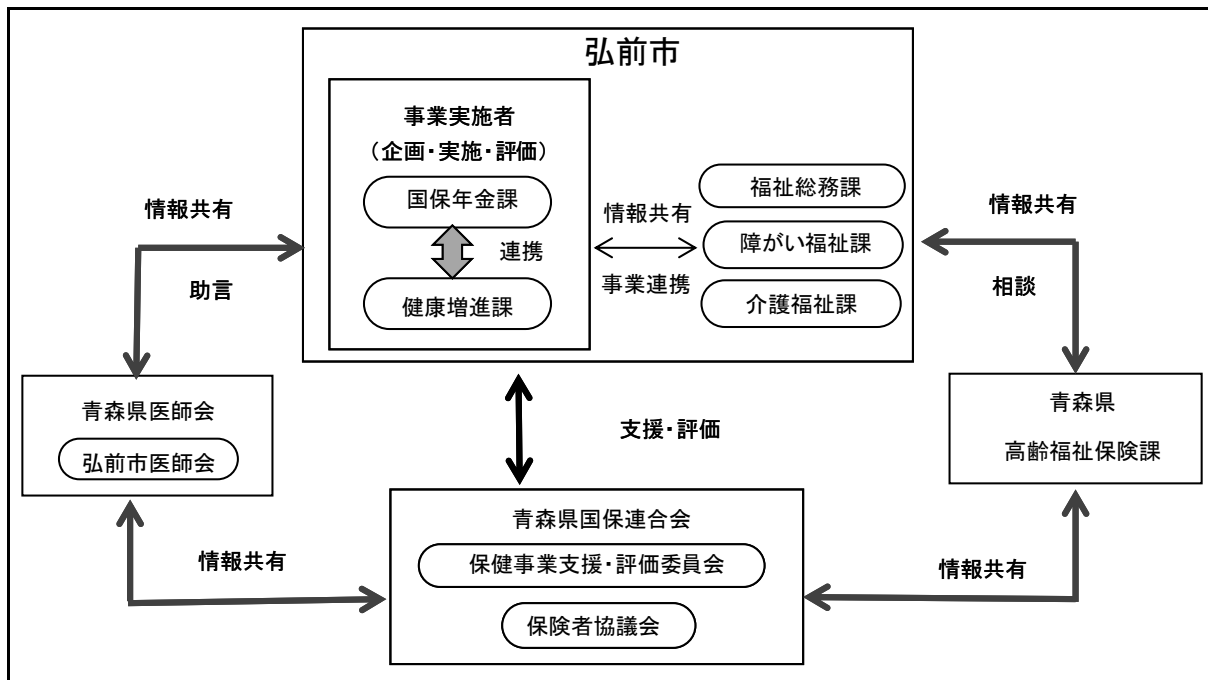 弘前市
事業実施者
（企画・実施・評価）
国保年金課
連携
健康増進課
情報共有
事業連携
福祉総務課
障がい福祉課
介護福祉課
情報共有
助言
情報共有
相談
青森県医師会
弘前市医師会
支援・評価
青森県
高齢福祉保険課
青森県国保連合会
保健事業支援・評価委員会
保険者協議会
情報共有
情報共有